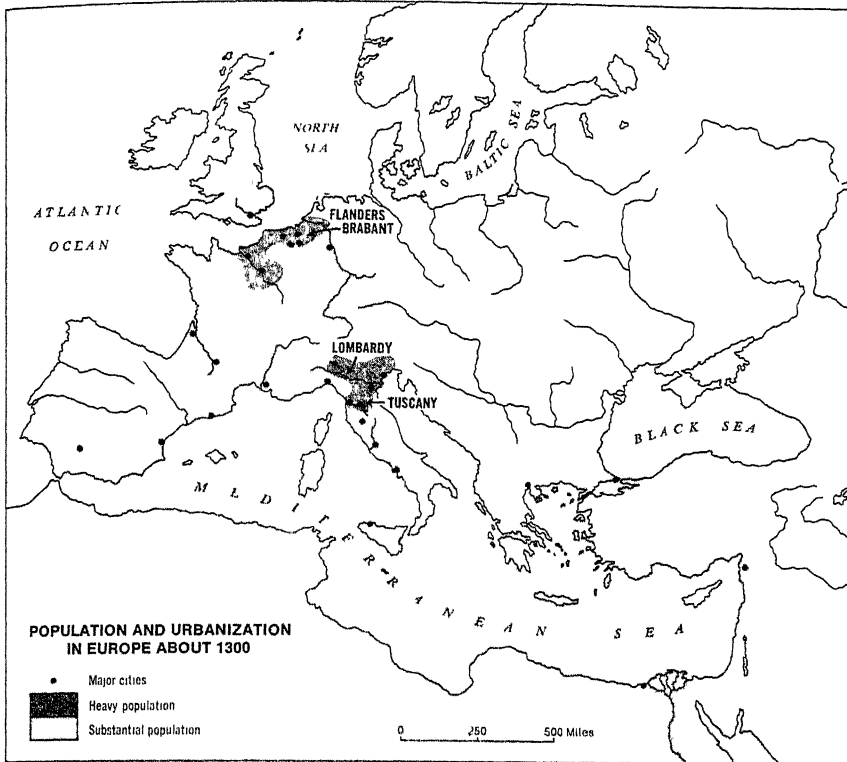 NORTH
SEA
BALTIC SEA
ATLANTIC
OCEAN
FLANDERS
BRABANT
LOMBARDY
TUSCANY
BLACK SEA
MEDITERRANEAN SEA
POPULATION AND URBANIZATION
IN EUROPE ABOUT 1300
Major cities
Heavy population
Substantial population
0 250 500 Miles